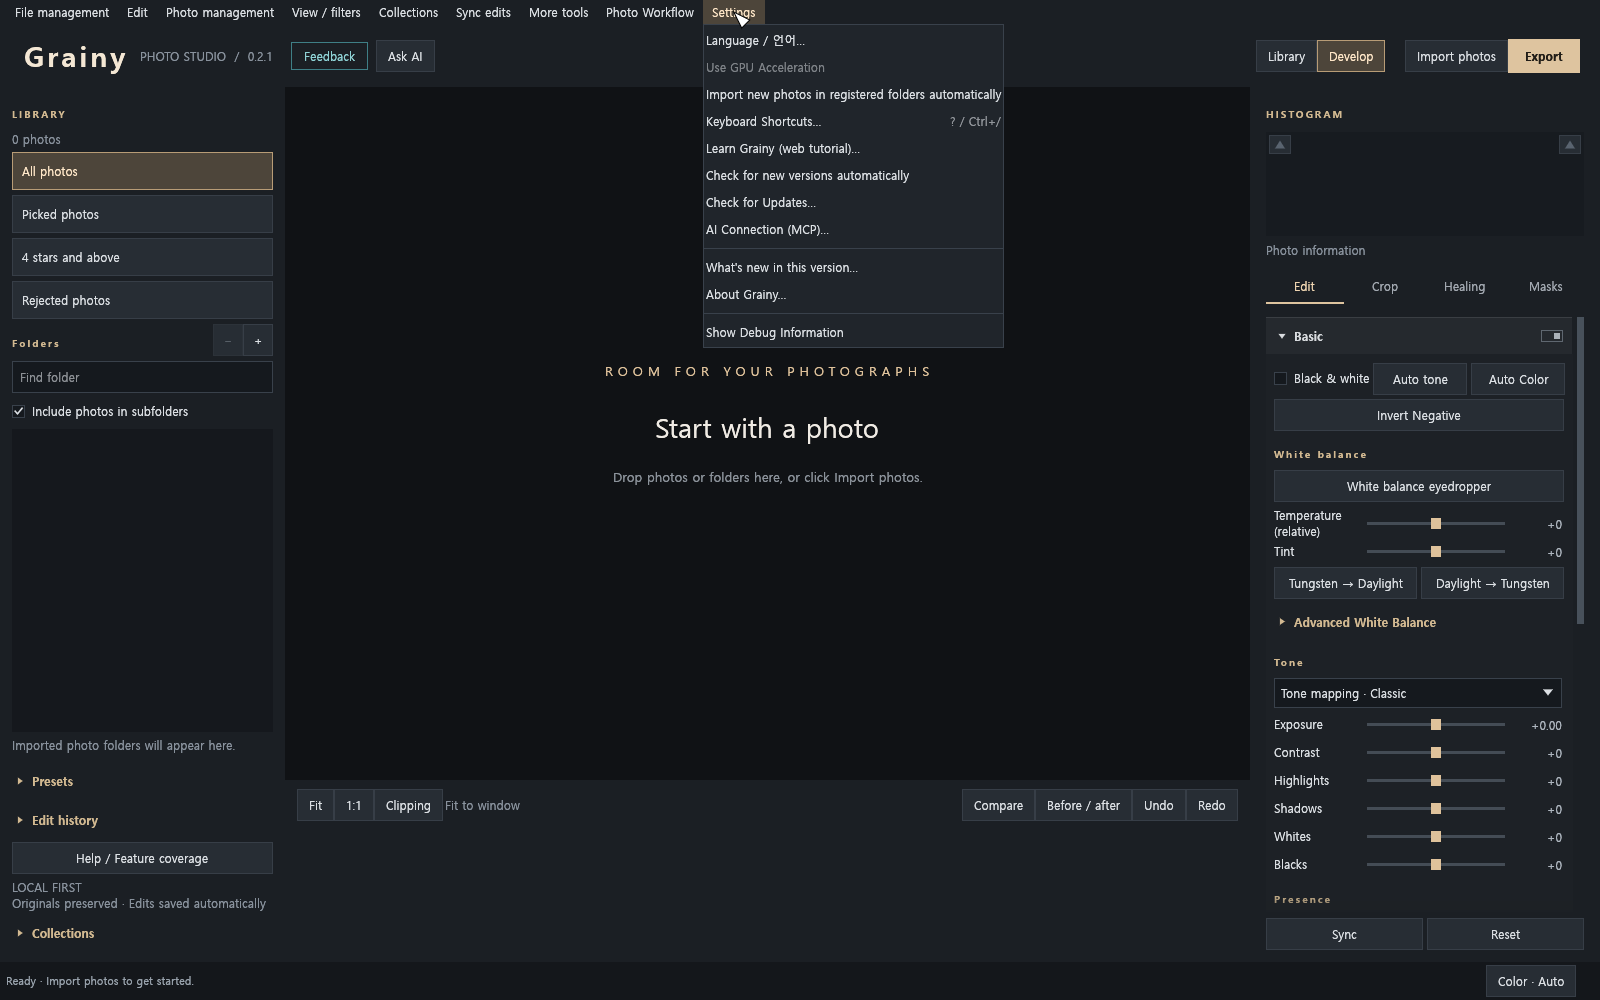 File management Edit Photo management View / filters Collections Sync edits More tools Photo Workflow Settings
Grainy PHOTO STUDIO / 0.2.1 Feedback Ask AI Library Develop Import photos Export
Language / 언어...
Use GPU Acceleration
Import new photos in registered folders automatically
Keyboard Shortcuts... ? / Ctrl+/
Learn Grainy (web tutorial)...
Check for new versions automatically
Check for Updates...
AI Connection (MCP)...
What's new in this version...
About Grainy...
Show Debug Information
LIBRARY
0 photos
All photos
Picked photos
4 stars and above
Rejected photos
Folders − +
Find folder
Include photos in subfolders
Imported photo folders will appear here.
Presets
Edit history
Help / Feature coverage
LOCAL FIRST
Originals preserved · Edits saved automatically
Collections
ROOM FOR YOUR PHOTOGRAPHS
Start with a photo
Drop photos or folders here, or click Import photos.
Fit 1:1 Clipping Fit to window Compare Before / after Undo Redo
HISTOGRAM
Photo information
Edit Crop Healing Masks
Basic
Black & white Auto tone Auto Color
Invert Negative
White balance
White balance eyedropper
Temperature
(relative) +0
Tint +0
Tungsten → Daylight Daylight → Tungsten
Advanced White Balance
Tone
Tone mapping · Classic
Exposure +0.00
Contrast +0
Highlights +0
Shadows +0
Whites +0
Blacks +0
Presence
Sync Reset
Ready · Import photos to get started. Color · Auto